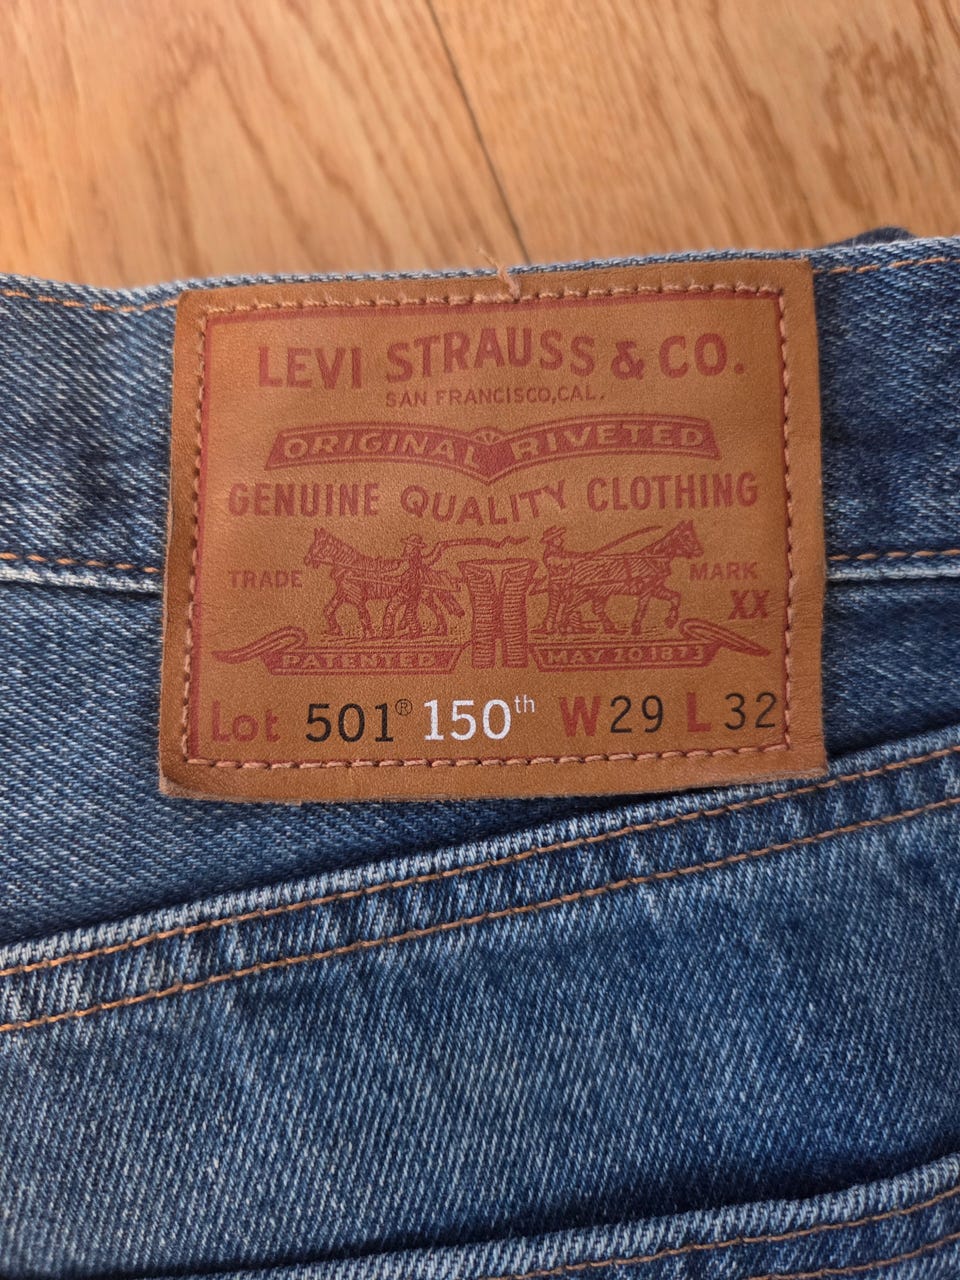 LEVI STRAUSS & CO.
SAN FRANCISCO, CAL.
ORIGINAL RIVETED
GENUINE QUALITY CLOTHING
TRADE MARK
XX
PATENTED MAY 20 1873
Lot 501® 150th W29 L 32